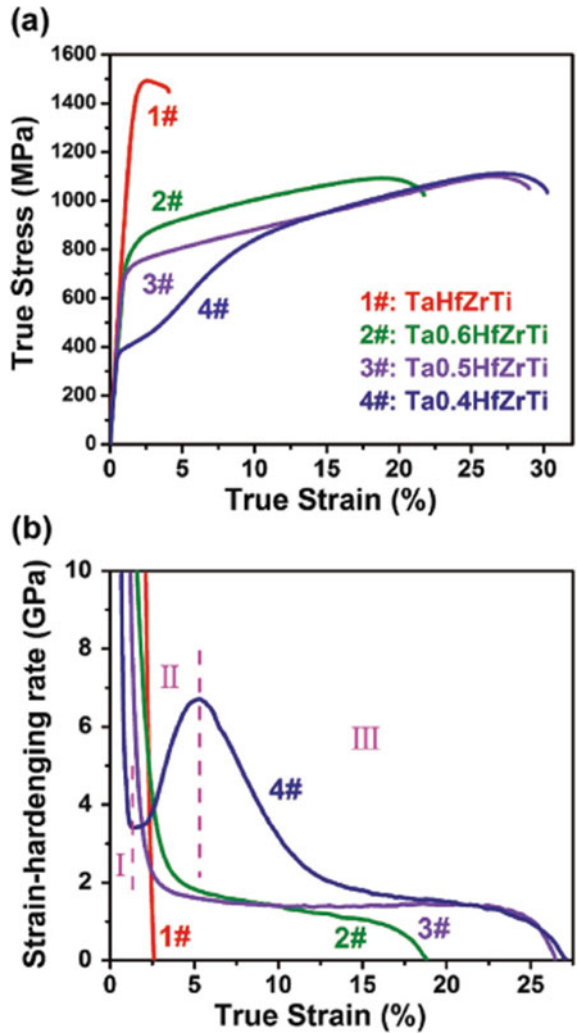 (a)
True Stress (MPa)
1600
1400
1200
1000
800
600
400
200
0
1#
2#
3#
4#
1#: TaHfZrTi
2#: Ta0.6HfZrTi
3#: Ta0.5HfZrTi
4#: Ta0.4HfZrTi
0 5 10 15 20 25 30
True Strain (%)
(b)
Strain-hardenging rate (GPa)
10
8
6
4
2
0
I
II
III
4#
1#
2#
3#
0 5 10 15 20 25
True Strain (%)